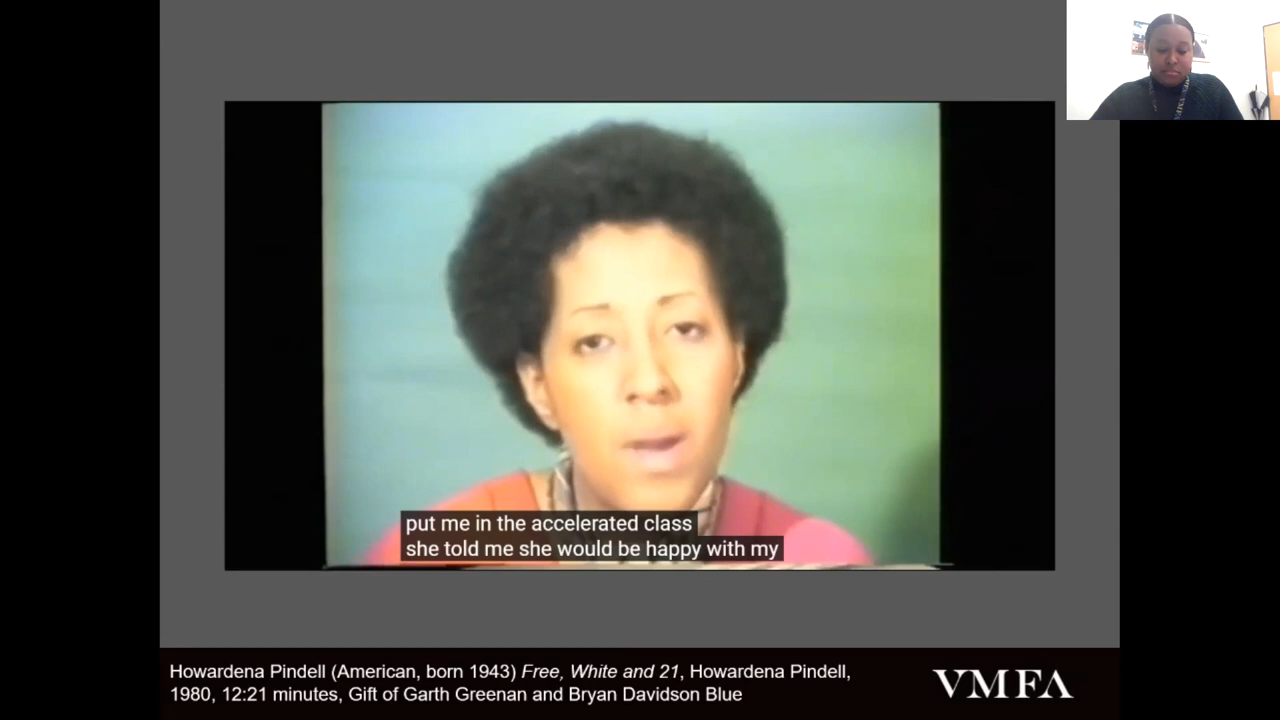 put me in the accelerated class
she told me she would be happy with my
Howardena Pindell (American, born 1943) Free, White and 21, Howardena Pindell,
1980, 12:21 minutes, Gift of Garth Greenan and Bryan Davidson Blue
VMFA